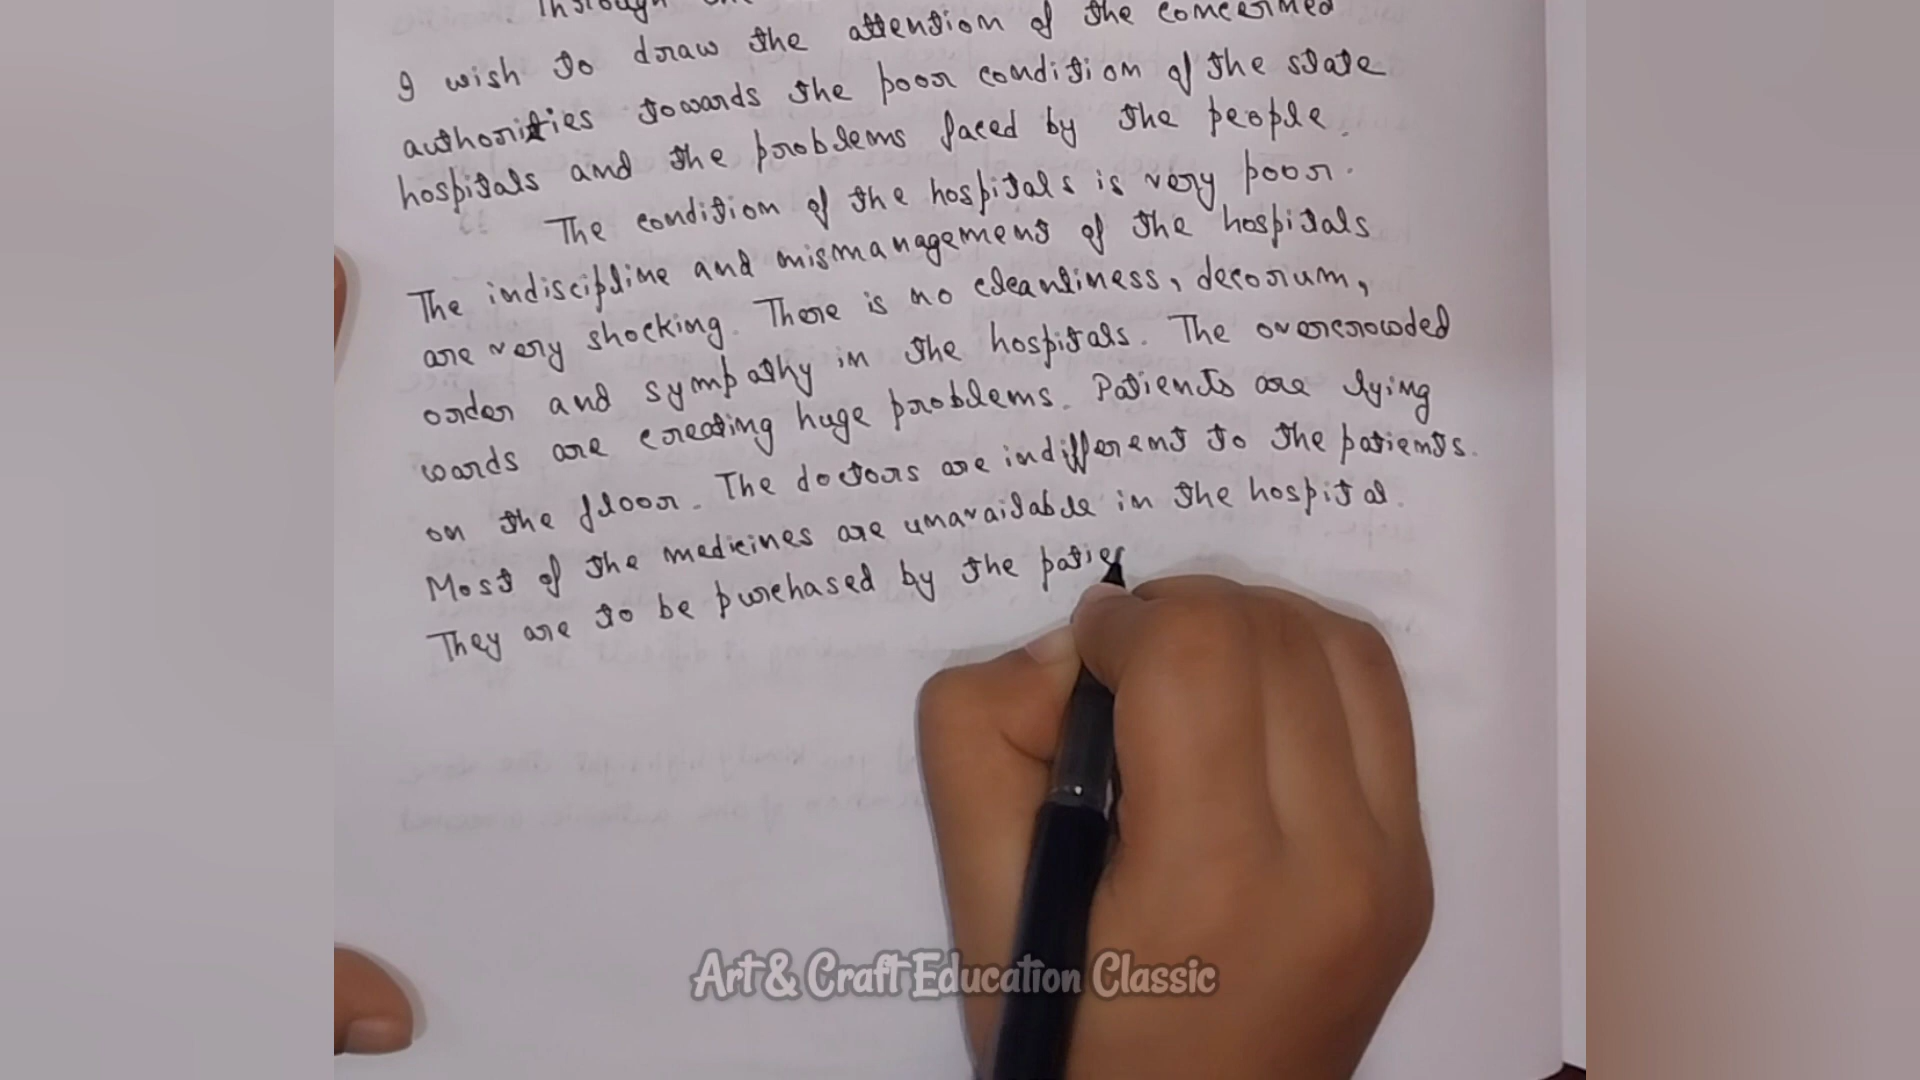 Through
I wish to draw the attention of the concerned
authorities towards the poor condition of the state
hospitals and the problems faced by the people.
The condition of the hospitals is very poor.
The indiscipline and mismanagement of the hospitals
are very shocking. There is no cleanliness, decorum,
order and sympathy in the hospitals. The overcrowded
wards are creating huge problems. Patients are lying
on the floor. The doctors are indifferent to the patients.
Most of the medicines are unavailable in the hospital.
They are to be purchased by the patie
Art & Craft Education Classic